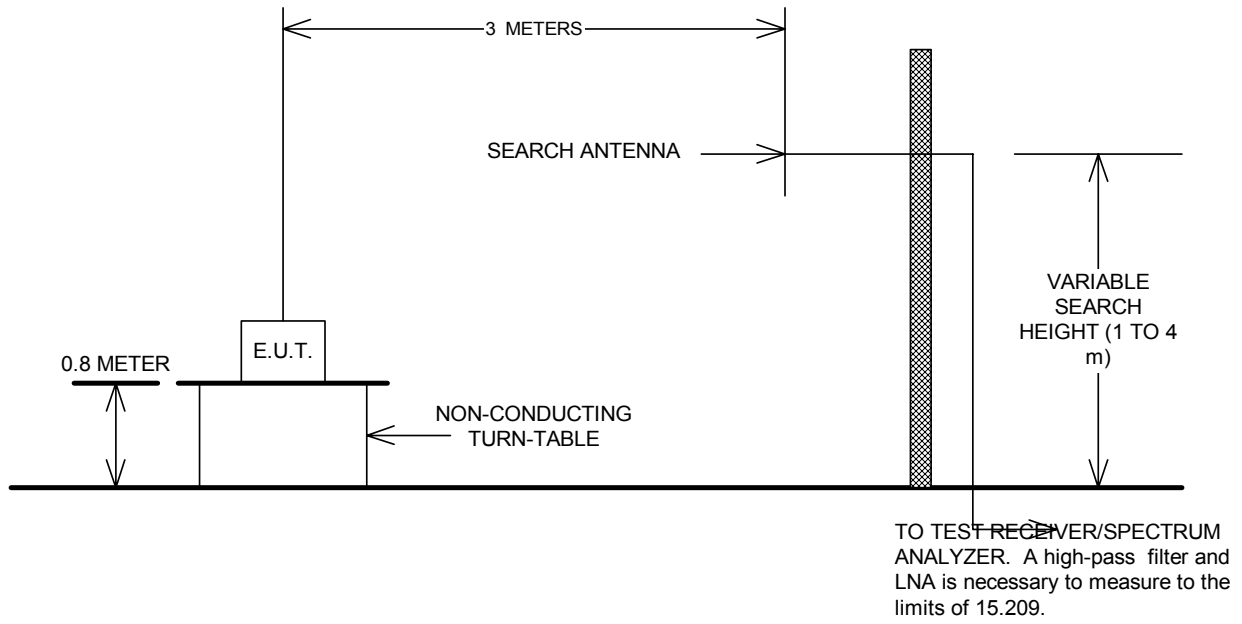 3 METERS
SEARCH ANTENNA
VARIABLE
SEARCH
HEIGHT (1 TO 4
m)
E.U.T.
0.8 METER
NON-CONDUCTING
TURN-TABLE
TO TEST RECEIVER/SPECTRUM
ANALYZER. A high-pass filter and
LNA is necessary to measure to the
limits of 15.209.